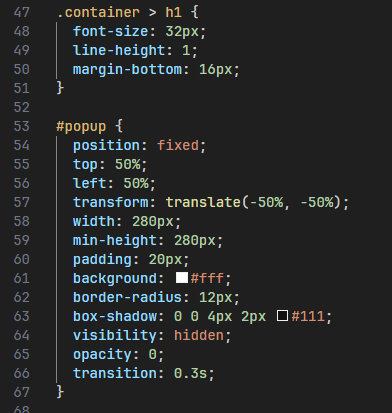 47 .container > h1 {
48 font-size: 32px;
49 line-height: 1;
50 margin-bottom: 16px;
51 }
52
53 #popup {
54 position: fixed;
55 top: 50%;
56 left: 50%;
57 transform: translate(-50%, -50%);
58 width: 280px;
59 min-height: 280px;
60 padding: 20px;
61 background: #fff;
62 border-radius: 12px;
63 box-shadow: 0 0 4px 2px #111;
64 visibility: hidden;
65 opacity: 0;
66 transition: 0.3s;
67 }
68